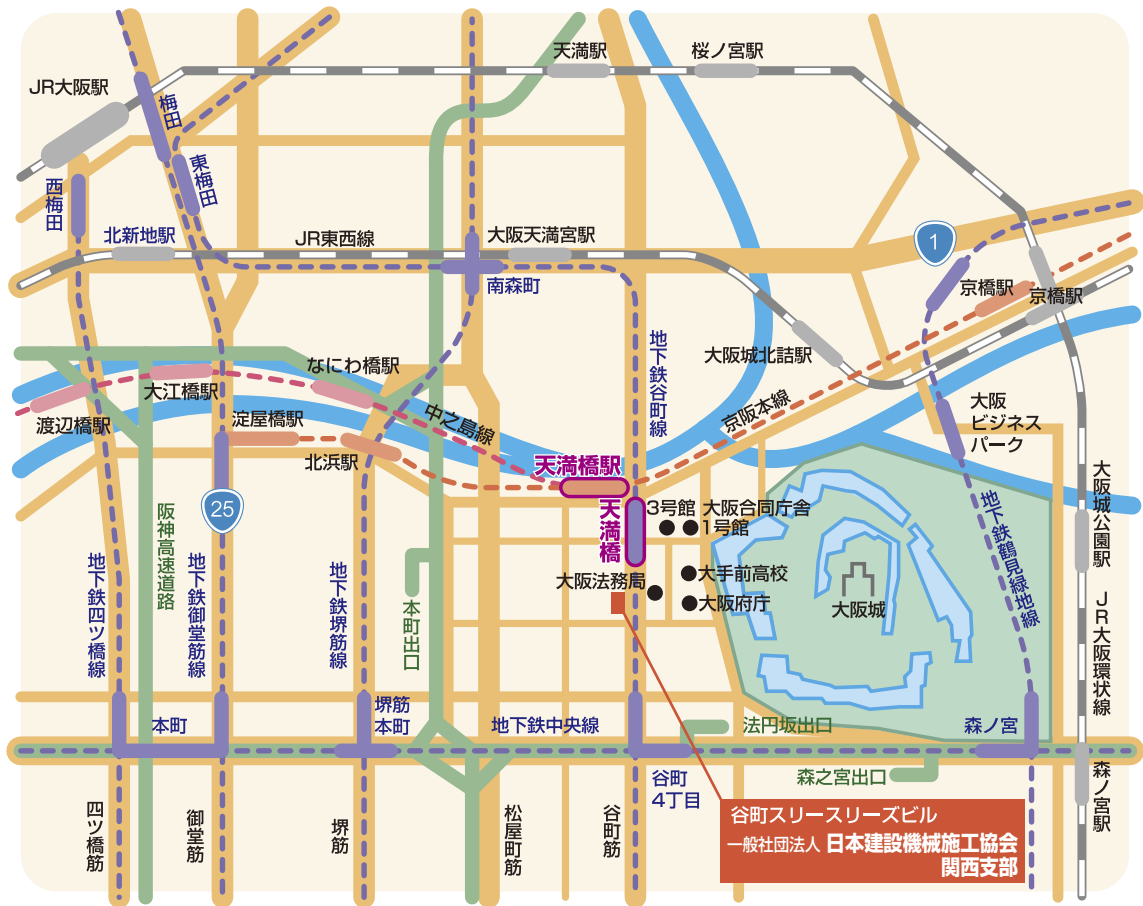 天満駅
桜ノ宮駅
JR大阪駅
梅田
東梅田
西梅田
北新地駅
JR東西線
大阪天満宮駅
1
南森町
京橋駅
京橋駅
地下鉄谷町線
大阪城北詰駅
なにわ橋駅
大江橋駅
渡辺橋駅
淀屋橋駅
中之島線
京阪本線
大阪
ビジネス
パーク
北浜駅
天満橋駅
天満橋
25
3号館
大阪合同庁舎
1号館
阪神高速道路
大手前高校
大阪法務局
大阪府庁
大阪城
地下鉄鶴見緑地線
大阪城公園駅
JR大阪環状線
地下鉄四ツ橋線
地下鉄御堂筋線
地下鉄堺筋線
本町出口
本町
堺筋
本町
地下鉄中央線
法円坂出口
森ノ宮
森之宮出口
谷町
4丁目
森ノ宮駅
四ツ橋筋
御堂筋
堺筋
松屋町筋
谷町筋
谷町スリースリーズビル
一般社団法人 日本建設機械施工協会
関西支部